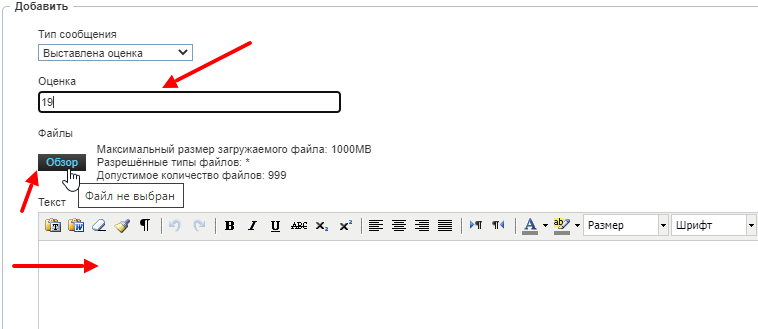 Добавить
Тип сообщения
Выставлена оценка
Оценка
19
Файлы
Обзор
Максимальный размер загружаемого файла: 1000MB
Разрешённые типы файлов: *
Допустимое количество файлов: 999
Файл не выбран
Текст
B I U ABC x₂ x² A ab Размер Шрифт